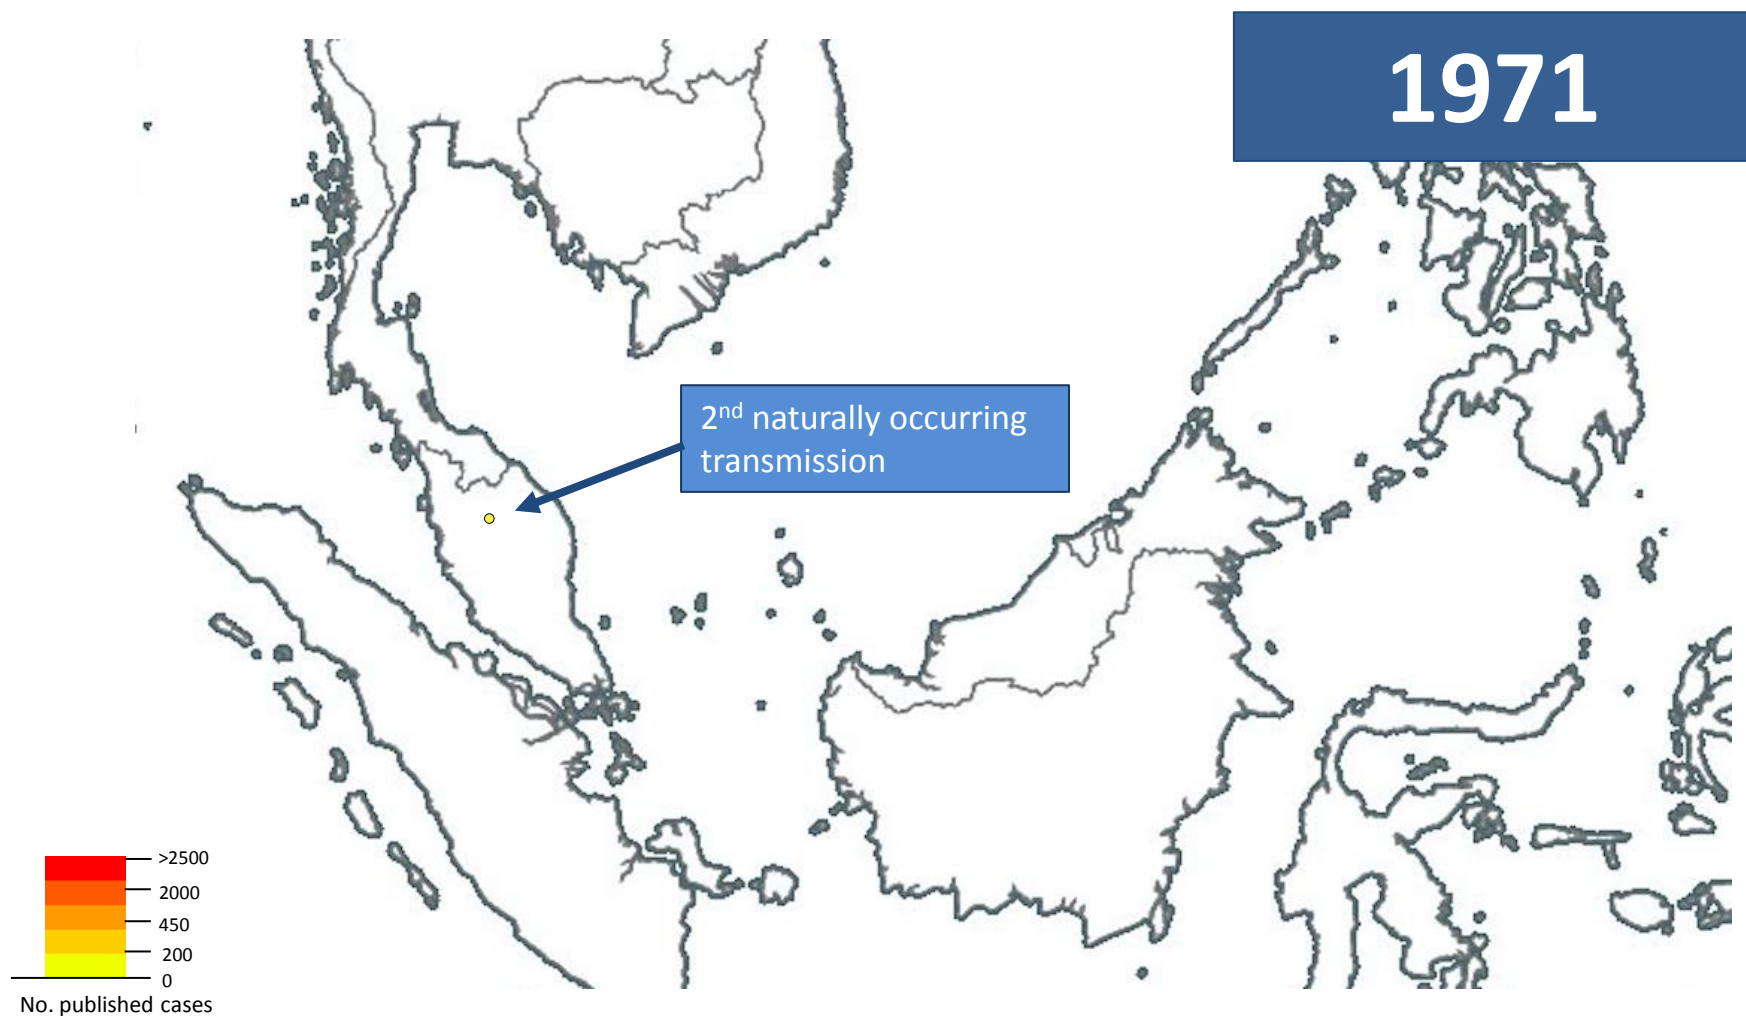 1971
2nd naturally occurring
transmission
>2500
2000
450
200
0
No. published cases